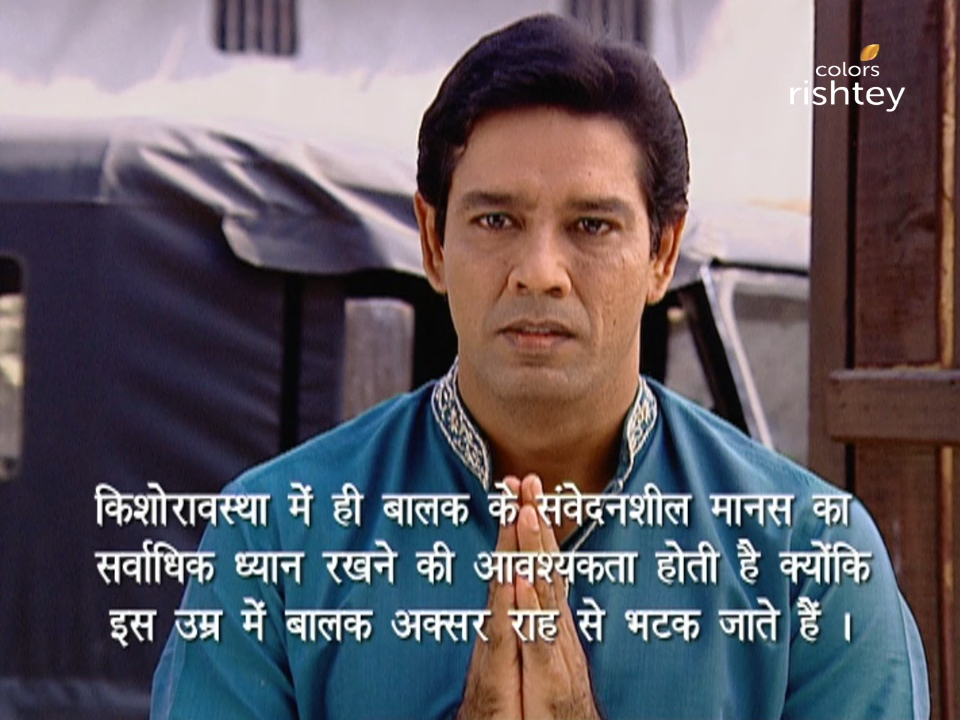 colors
rishtey
किशोरावस्था में ही बालक के संवेदनशील मानस का
सर्वाधिक ध्यान रखने की आवश्यकता होती है क्योंकि
इस उम्र में बालक अक्सर राह से भटक जाते हैं ।